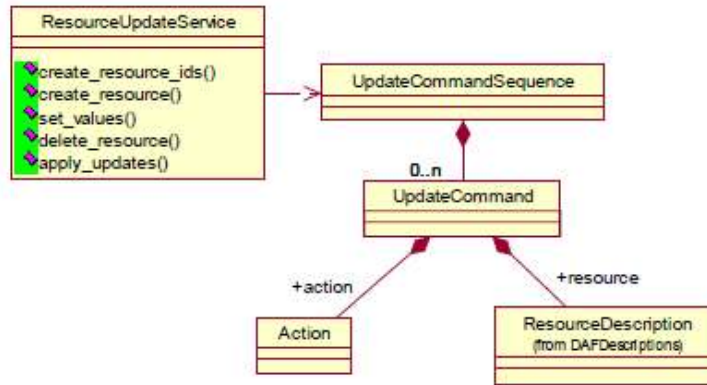 ResourceUpdateService
create_resource_ids()
create_resource()
set_values()
delete_resource()
apply_updates()
UpdateCommandSequence
0..n
UpdateCommand
+action
+resource
Action
ResourceDescription
(from DAFDescriptions)